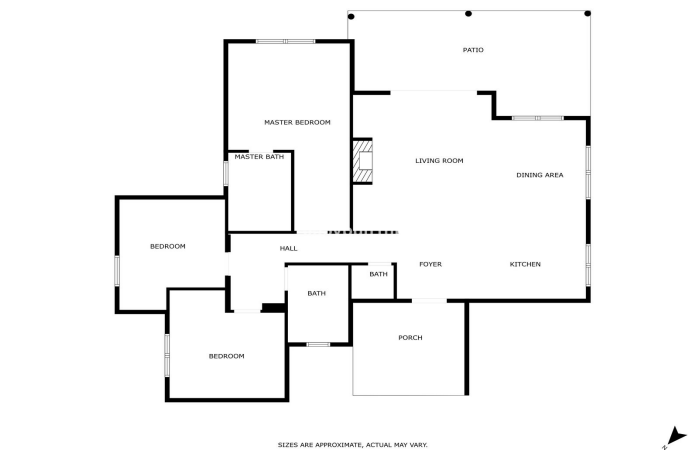 PATIO
MASTER BEDROOM
MASTER BATH
LIVING ROOM
DINING AREA
BEDROOM
HALL
FOYER
KITCHEN
BATH
BATH
PORCH
BEDROOM
SIZES ARE APPROXIMATE, ACTUAL MAY VARY.
N